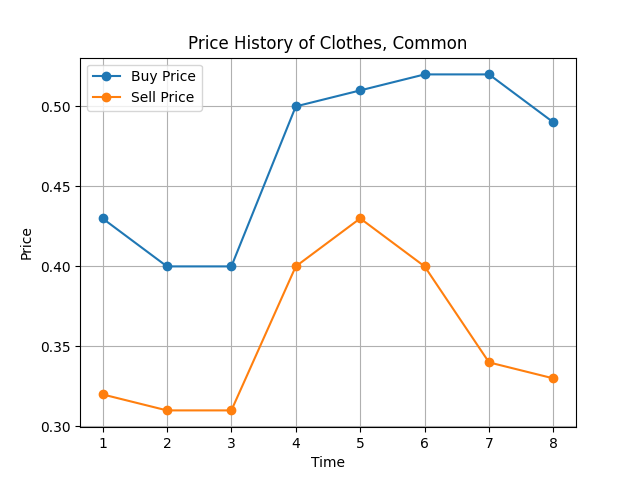 Price History of Clothes, Common
Buy Price
Sell Price
0.50
0.45
0.40
0.35
0.30
Price
1 2 3 4 5 6 7 8
Time